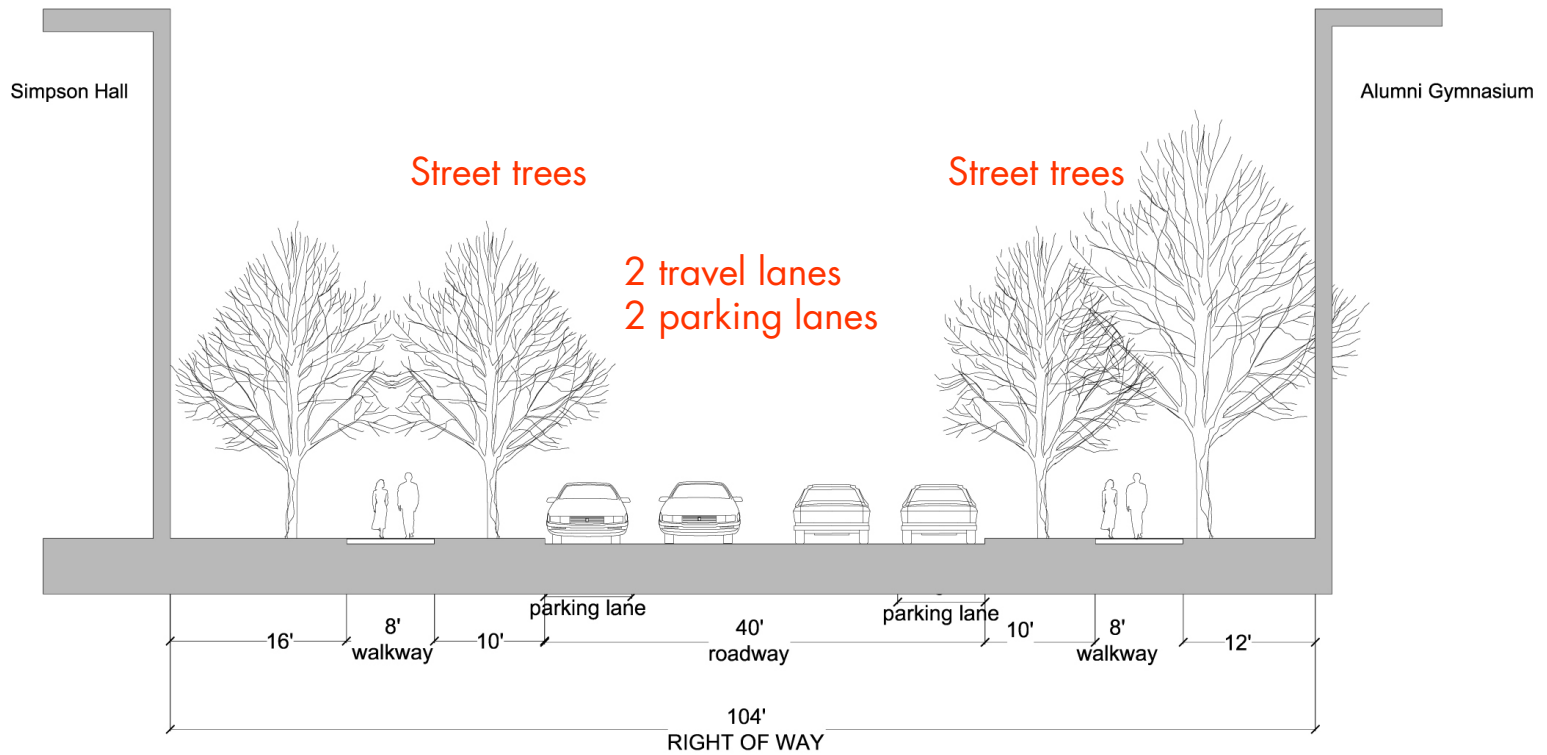 Simpson Hall
Alumni Gymnasium
Street trees
Street trees
2 travel lanes
2 parking lanes
parking lane
parking lane
16'
8'
walkway
10'
40'
roadway
10'
8'
walkway
12'
104'
RIGHT OF WAY